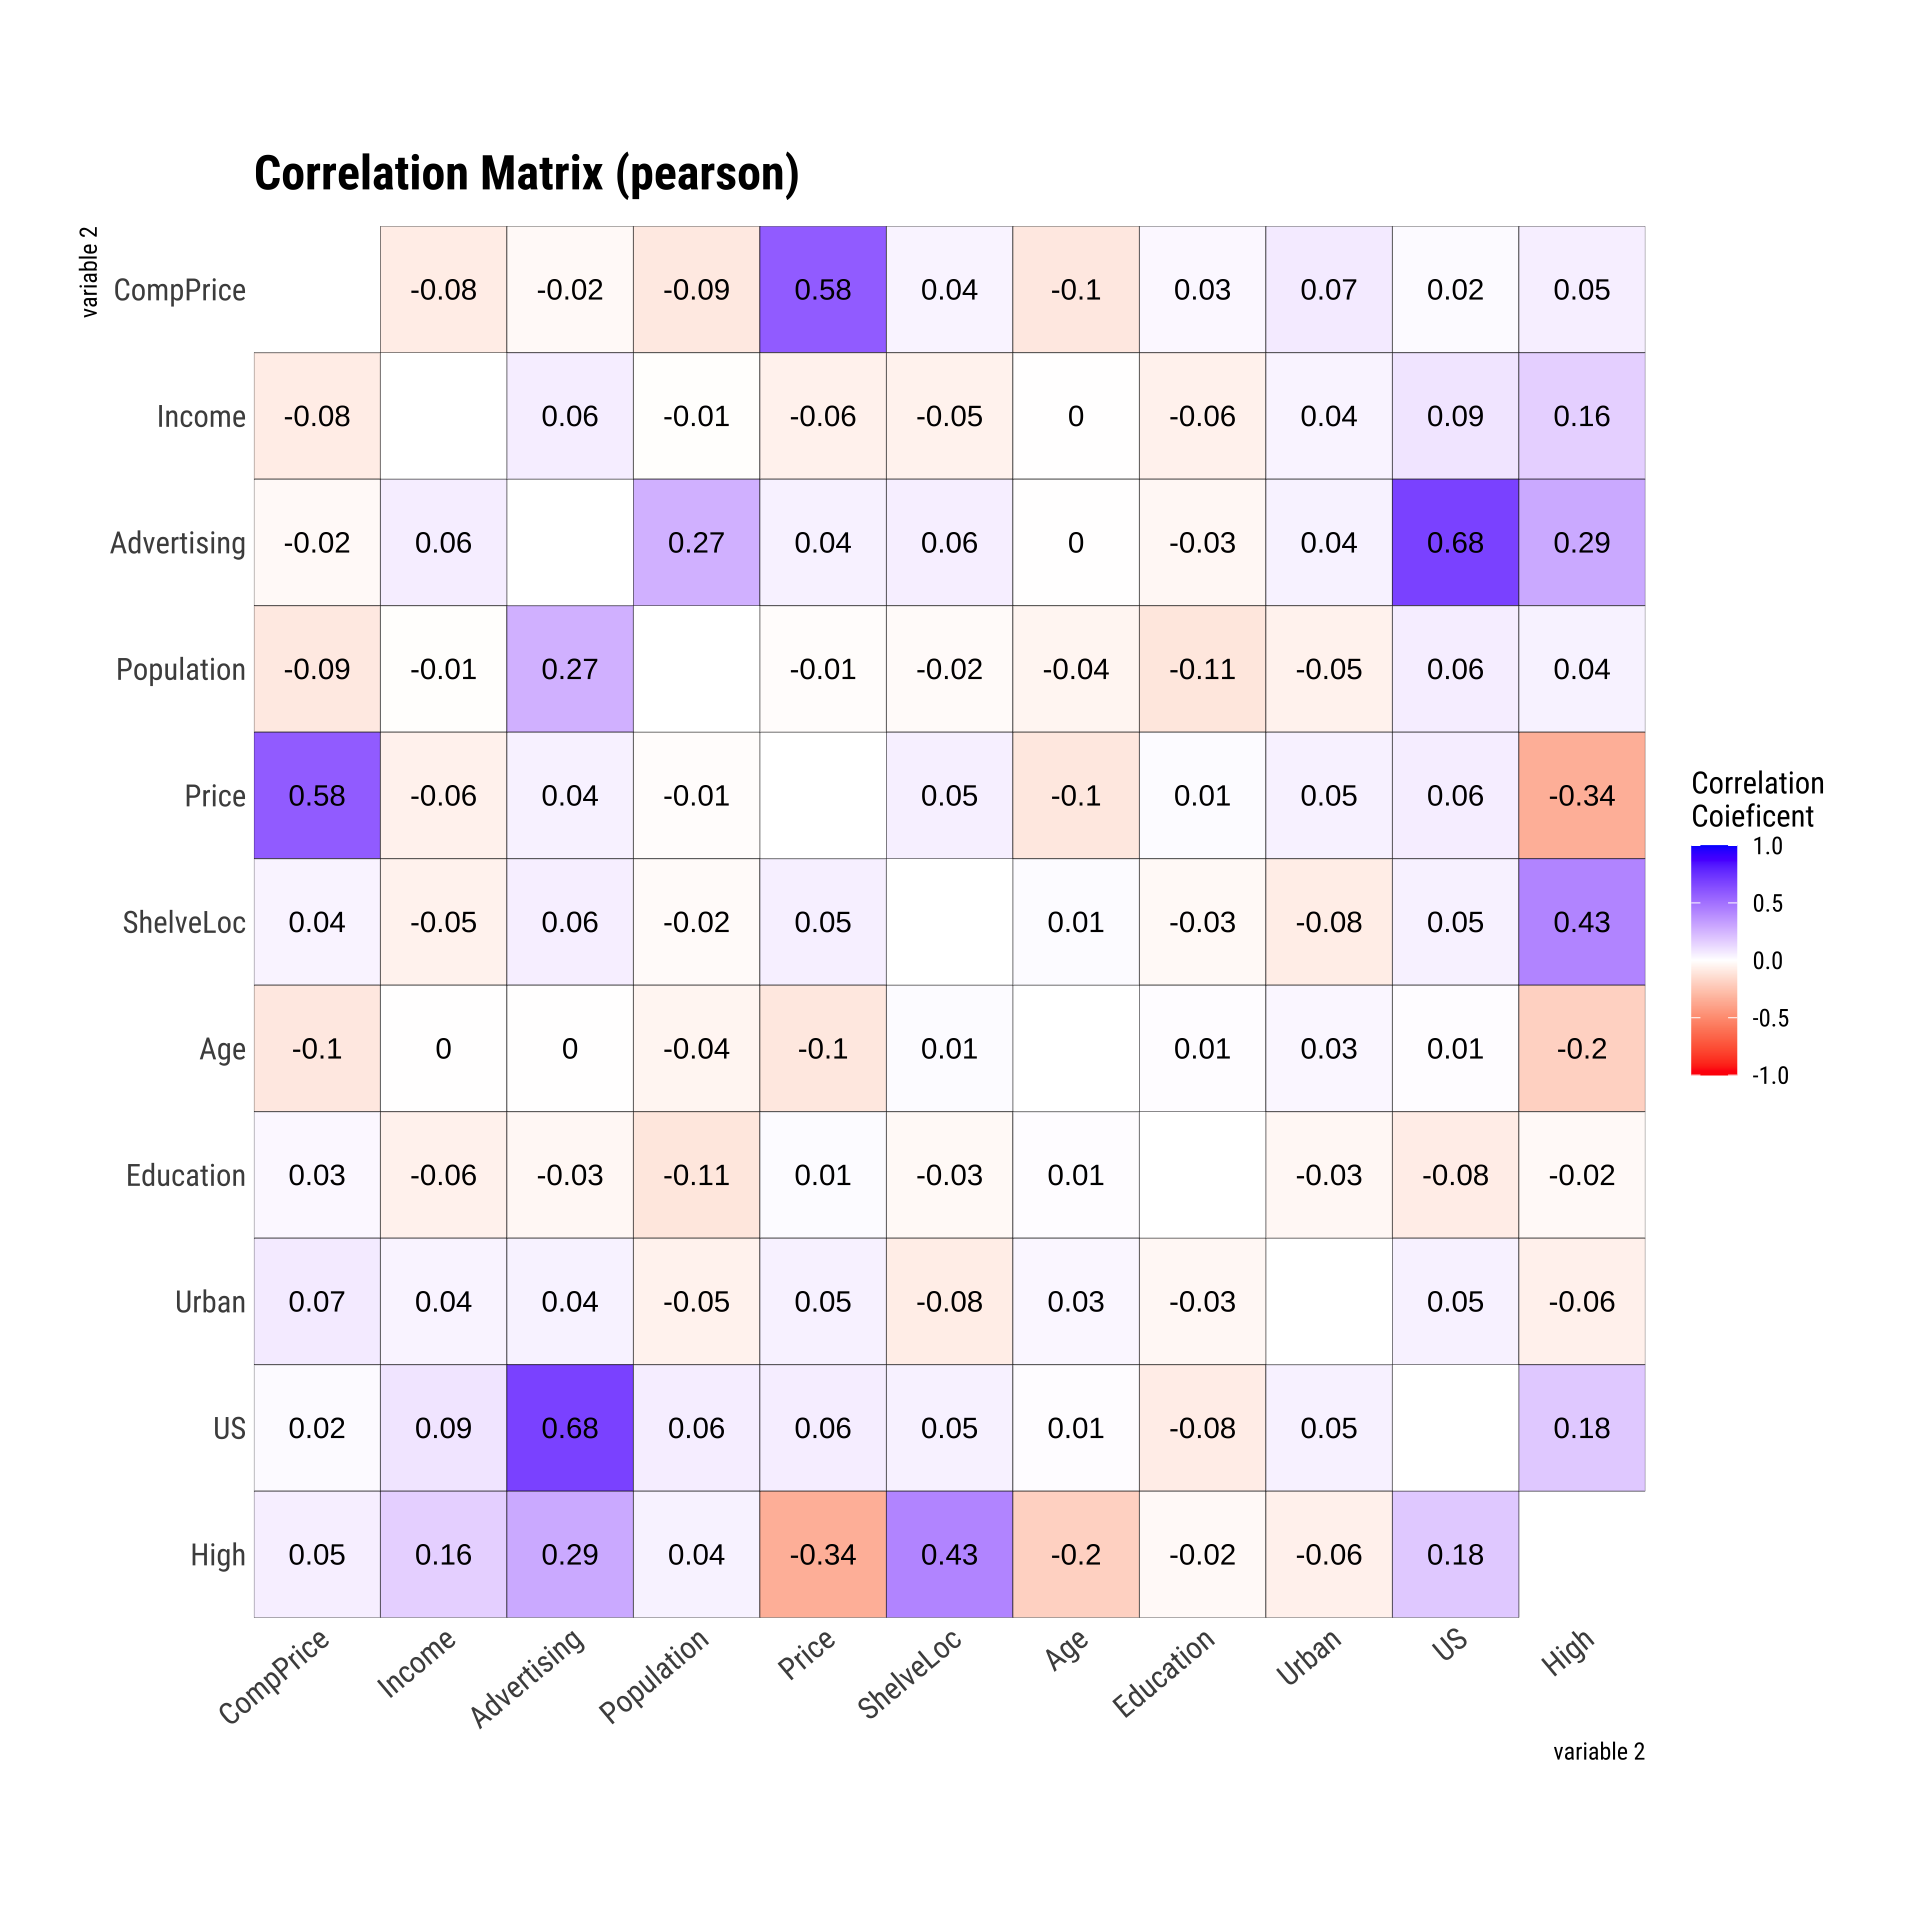 Correlation Matrix (pearson)
variable 2
CompPrice -0.08 -0.02 -0.09 0.58 0.04 -0.1 0.03 0.07 0.02 0.05
Income -0.08 0.06 -0.01 -0.06 -0.05 0 -0.06 0.04 0.09 0.16
Advertising -0.02 0.06 0.27 0.04 0.06 0 -0.03 0.04 0.68 0.29
Population -0.09 -0.01 0.27 -0.01 -0.02 -0.04 -0.11 -0.05 0.06 0.04
Price 0.58 -0.06 0.04 -0.01 0.05 -0.1 0.01 0.05 0.06 -0.34
ShelveLoc 0.04 -0.05 0.06 -0.02 0.05 0.01 -0.03 -0.08 0.05 0.43
Age -0.1 0 0 -0.04 -0.1 0.01 0.01 0.03 0.01 -0.2
Education 0.03 -0.06 -0.03 -0.11 0.01 -0.03 0.01 -0.03 -0.08 -0.02
Urban 0.07 0.04 0.04 -0.05 0.05 -0.08 0.03 -0.03 0.05 -0.06
US 0.02 0.09 0.68 0.06 0.06 0.05 0.01 -0.08 0.05 0.18
High 0.05 0.16 0.29 0.04 -0.34 0.43 -0.2 -0.02 -0.06 0.18
CompPrice Income Advertising Population Price ShelveLoc Age Education Urban US High
variable 2
Correlation
Coieficent
1.0
0.5
0.0
-0.5
-1.0